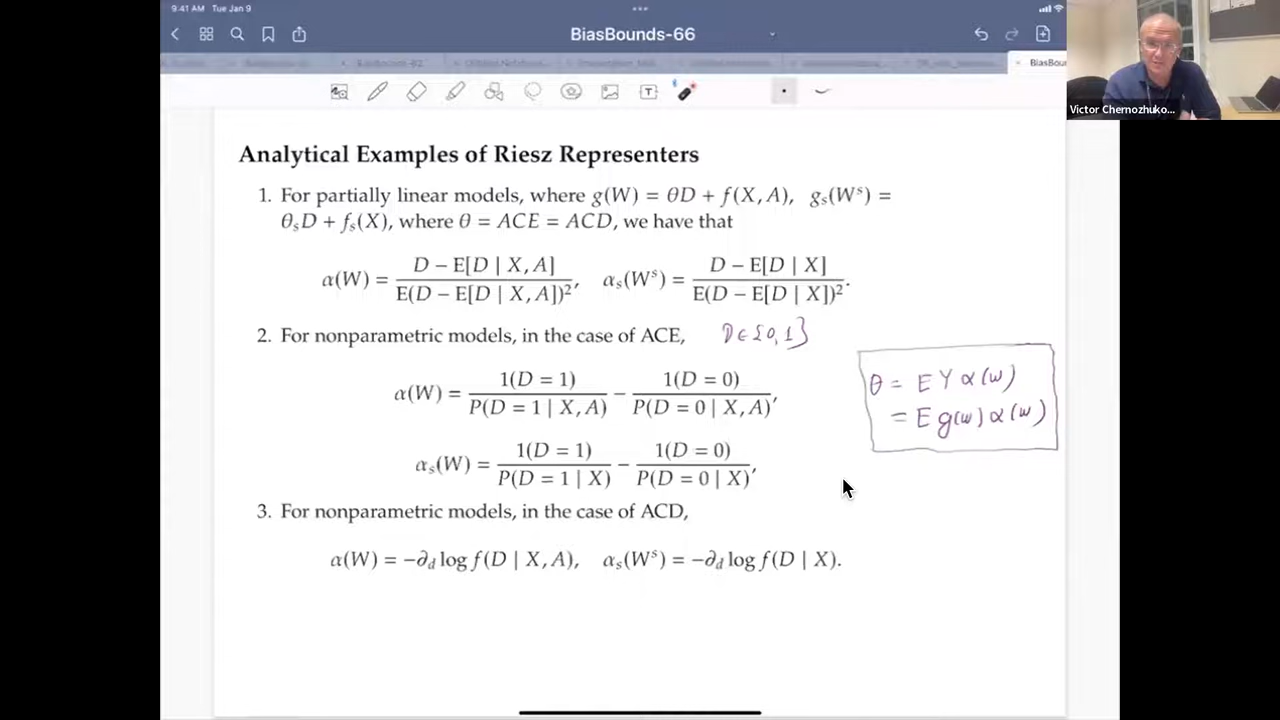 9:41 AM Tue Jan 9
BiasBounds-66
Victor Chernozhuko...
Analytical Examples of Riesz Representers
1. For partially linear models, where g(W) = θD + f(X, A), g_s(W^s) =
θ_sD + f_s(X), where θ = ACE = ACD, we have that
α(W) = (D − E[D | X, A]) / (E(D − E[D | X, A])²), α_s(W^s) = (D − E[D | X]) / (E(D − E[D | X])²).
2. For nonparametric models, in the case of ACE, D ∈ {0, 1}
α(W) = 1(D = 1) / P(D = 1 | X, A) − 1(D = 0) / P(D = 0 | X, A),
θ = E Y α(W)
= E g(W) α(W)
α_s(W) = 1(D = 1) / P(D = 1 | X) − 1(D = 0) / P(D = 0 | X),
3. For nonparametric models, in the case of ACD,
α(W) = −∂_d log f(D | X, A), α_s(W^s) = −∂_d log f(D | X).